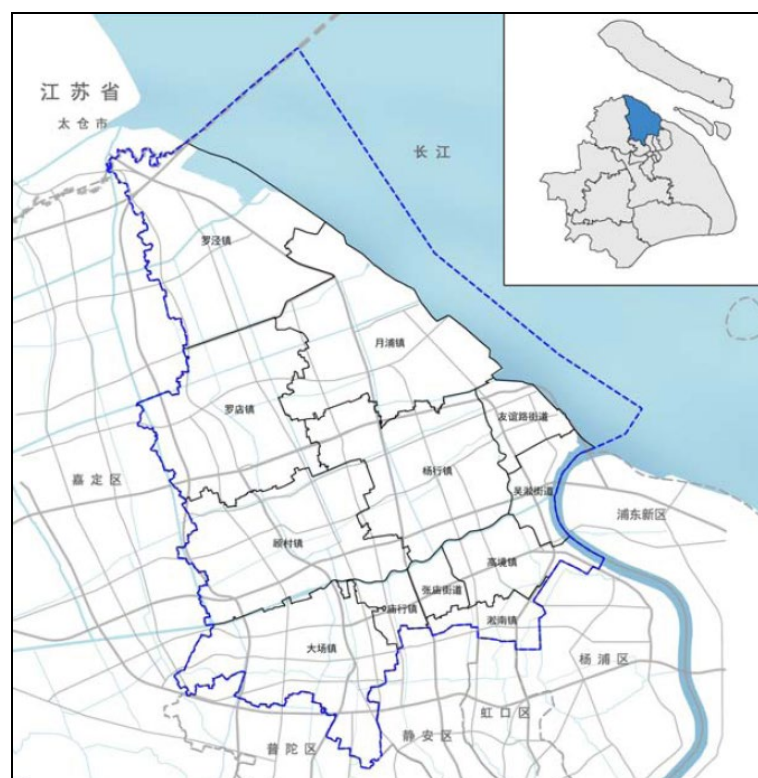 江苏省
太仓市
长江
罗泾镇
月浦镇
罗店镇
友谊路街道
嘉定区
杨行镇
吴淞街道
浦东新区
顾村镇
高境镇
张庙街道
庙行镇
淞南镇
大场镇
杨浦区
虹口区
静安区
普陀区